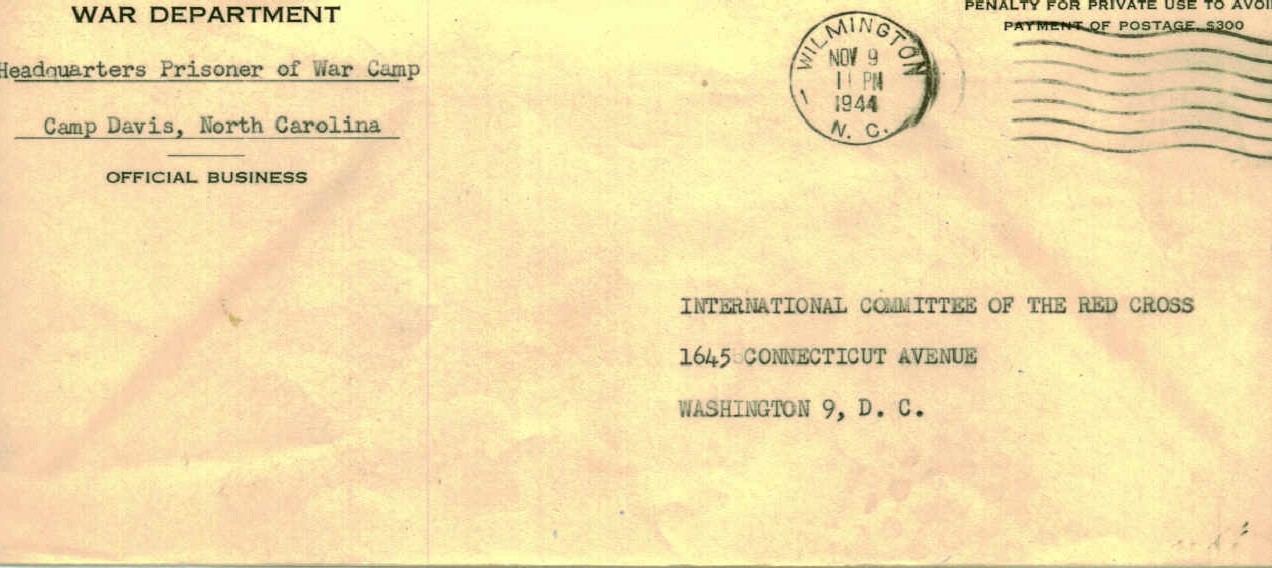 WAR DEPARTMENT
Headquarters Prisoner of War Camp
Camp Davis, North Carolina
OFFICIAL BUSINESS
WILMINGTON
NOV 9
11 PM
1944
N. C.
1
PENALTY FOR PRIVATE USE TO AVOI
PAYMENT OF POSTAGE, $300
INTERNATIONAL COMMITTEE OF THE RED CROSS
1645 CONNECTICUT AVENUE
WASHINGTON 9, D. C.